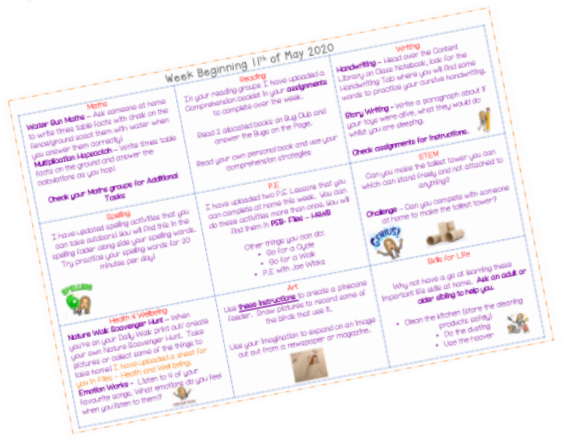 Week Beginning 11th of May 2020
Maths
Water Gun Maths – Ask someone at home
to write times table facts with chalk on the
fence/ground scoot them with water when
you answer them correctly!
Multiplication Hopscotch – Write times table
facts on the ground and answer the
calculations as you hop!
Check your Maths groups for Additional
Tasks
Reading
In your reading groups I have uploaded a
Comprehension booklet in your assignments
to complete over the week.
Read 2 allocated books on Bug Club and
answer the Bugs on the Page.
Read your own personal book and use your
comprehension strategies
Writing
Handwriting – Head over the Content
Library on Class Notebook, look for the
Handwriting Tab where you will find some
words to practise your cursive handwriting.
Story Writing - Write a paragraph about if
your toys were alive, what they would do
whilst you are sleeping.
Check assignments for instructions.
Spelling
I have updated spelling activities that you
can take outdoors! You will find this in the
spelling folder along side your spelling words.
Try practise your spelling words for 20
minutes per day!
SPELLING
P.E
I have uploaded two P.E Lessons that you
can complete at home this week. You can
do these activities more than once. You will
find them in P5B- Files – H&WB
Other things you can do:
• Go for a Cycle
• Go for a Walk
• P.E with Joe Wicks
STEM
Can you make the tallest tower you can
which can stand freely and not attached to
anything?
Challenge – Can you compete with someone
at home to make the tallest tower?
GENIUS!
Health & Wellbeing
Nature Walk Scavenger Hunt – When
you're on your Daily Walk print out/ create
your own Nature Scavenger Hunt. Take
pictures or collect some of the things to
take home! I have uploaded a sheet for
you in Files – Health and Well being.
Emotion Works – Listen to 4 of your
favourite songs. What emotions do you feel
when you listen to them?
Art
Use these instructions to create a pinecone
feeder. Draw pictures to record some of
the birds that use it.
Use your imagination to expand on an image
cut out from a newspaper or magazine.
Skills for Life
Why not have a go at learning these
important life skills at home. Ask an adult or
older sibling to help you.
• Clean the kitchen (store the cleaning
products safely)
• Do the dusting
• Use the hoover